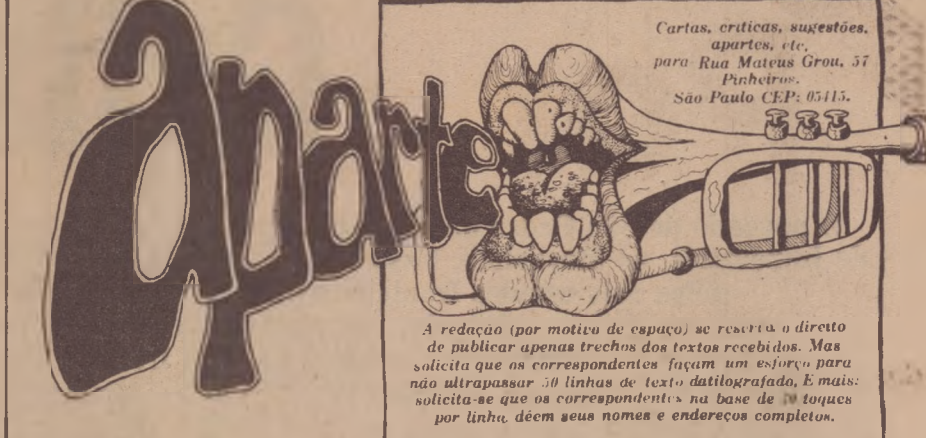 aparte
Cartas, críticas, sugestões,
apartes, etc,
para Rua Mateus Grou, 57
Pinheiros.
São Paulo CEP: 05415.
A redação (por motivo de espaço) se reserva o direito
de publicar apenas trechos dos textos recebidos. Mas
solicita que os correspondentes façam um esforço para
não ultrapassar 50 linhas de texto datilografado, E mais:
solicita-se que os correspondentes na base de toques
por linha, dêem seus nomes e endereços completos.